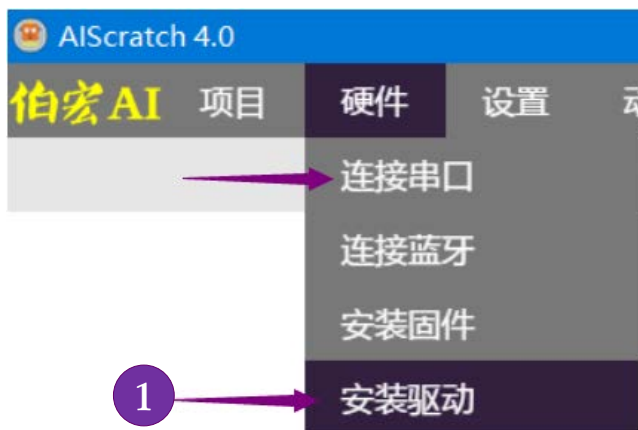 AIScratch 4.0
伯宏AI 项目 硬件 设置
连接串口
连接蓝牙
安装固件
1 安装驱动